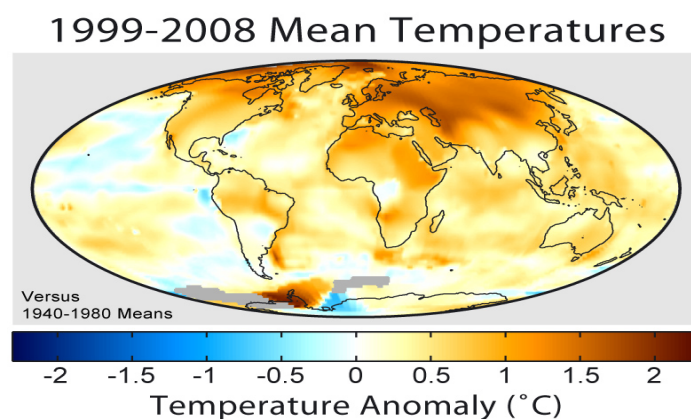 1999-2008 Mean Temperatures
Versus
1940-1980 Means
-2 -1.5 -1 -0.5 0 0.5 1 1.5 2
Temperature Anomaly (˚C)